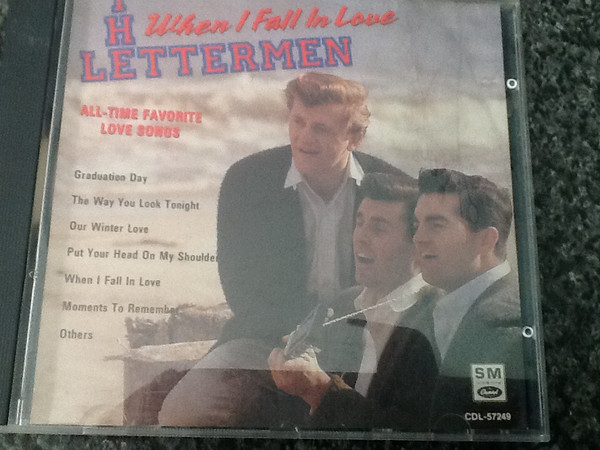 THE When I Fall In Love
LETTERMEN
ALL-TIME FAVORITE
LOVE SONGS
Graduation Day
The Way You Look Tonight
Our Winter Love
Put Your Head On My Shoulder
When I Fall In Love
Moments To Remember
Others
SM
Capitol
CDL-57249